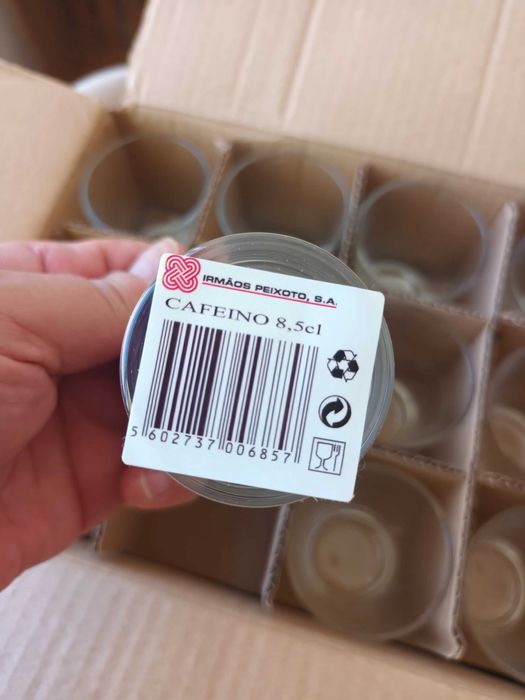 IRMÃOS PEIXOTO, S.A.
CAFEINO 8,5cl
5 602737 006857